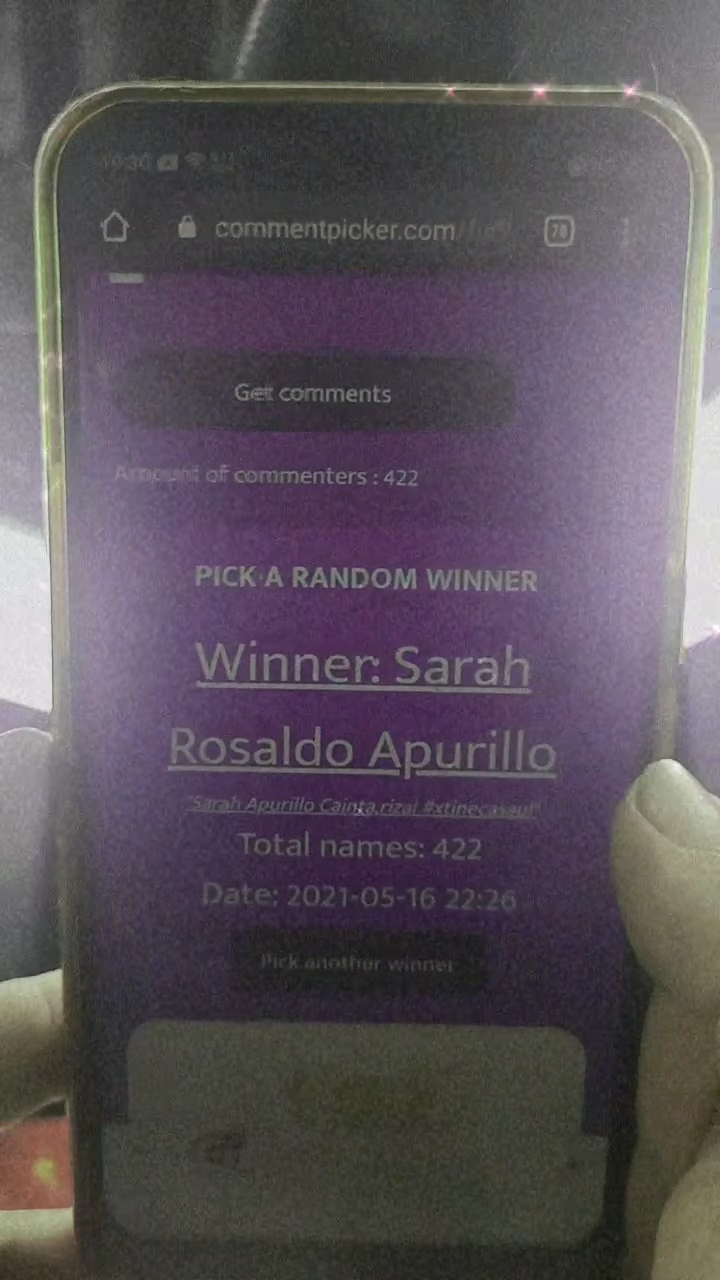 commentpicker.com
78
Get comments
Amount of commenters : 422
PICK A RANDOM WINNER
Winner: Sarah
Rosaldo Apurillo
"Sarah Apurillo Cainta,rizal
Total names: 422
Date: 2021-05-16 22:26
Pick another winner